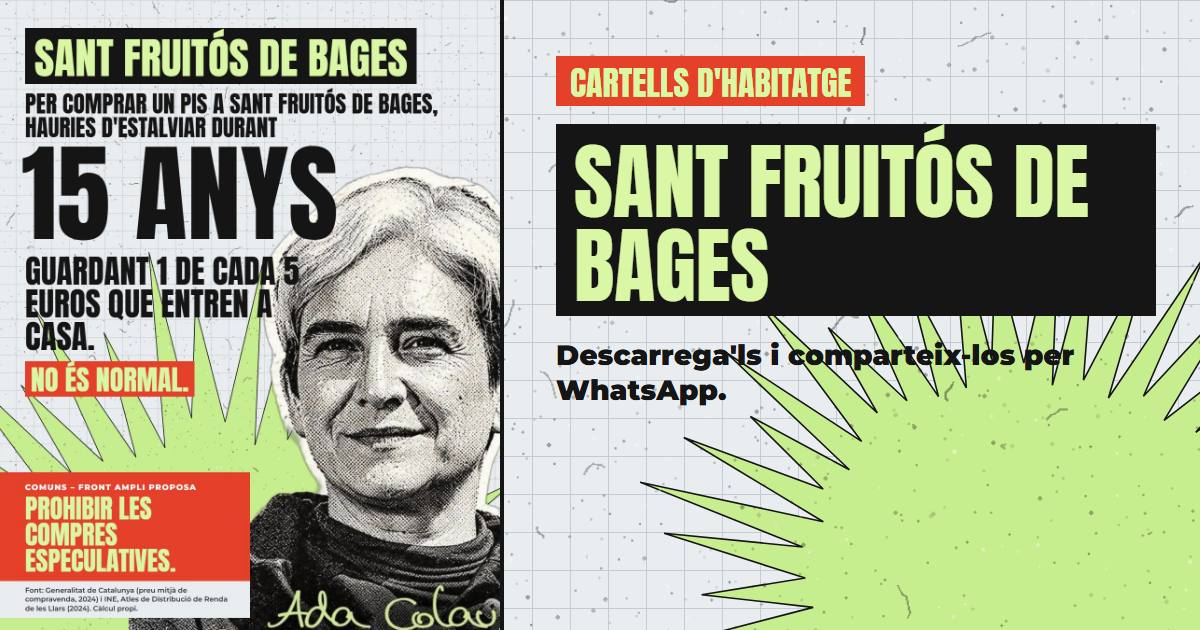 SANT FRUITÓS DE BAGES
PER COMPRAR UN PIS A SANT FRUITÓS DE BAGES,
HAURIES D'ESTALVIAR DURANT
15 ANYS
GUARDANT 1 DE CADA 5
EUROS QUE ENTREN A
CASA.
NO ÉS NORMAL.
COMUNS – FRONT AMPLI PROPOSA
PROHIBIR LES
COMPRES
ESPECULATIVES.
Font: Generalitat de Catalunya (preu mitjà de
compravenda, 2024) i INE, Atles de Distribució de Renda
de les Llars (2024). Càlcul propi.
Ada Colau
CARTELLS D'HABITATGE
SANT FRUITÓS DE
BAGES
Descarrega'ls i comparteix-los per
WhatsApp.